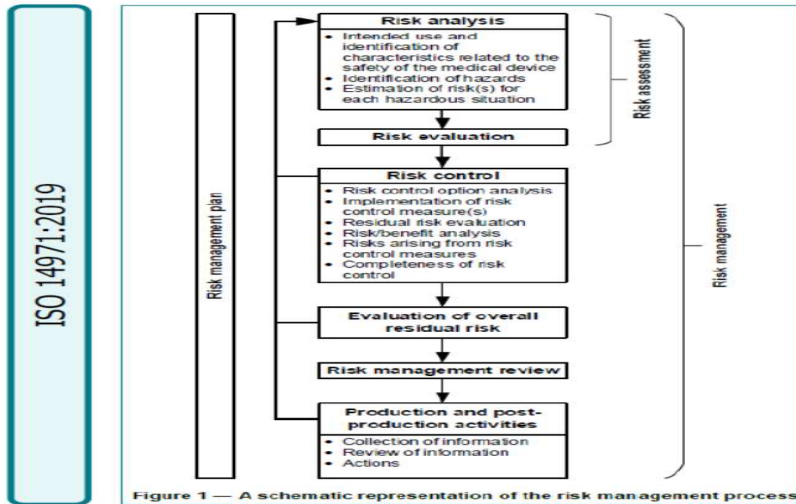 ISO 14971:2019
Risk management plan
Risk analysis
• Intended use and
identification of
characteristics related to the
safety of the medical device
• Identification of hazards
• Estimation of risk(s) for
each hazardous situation
Risk evaluation
Risk assessment
Risk control
• Risk control option analysis
• Implementation of risk
control measure(s)
• Residual risk evaluation
• Risk/benefit analysis
• Risks arising from risk
control measures
• Completeness of risk
control
Risk management
Evaluation of overall
residual risk
Risk management review
Production and post-
production activities
• Collection of information
• Review of information
• Actions
Figure 1 — A schematic representation of the risk management process